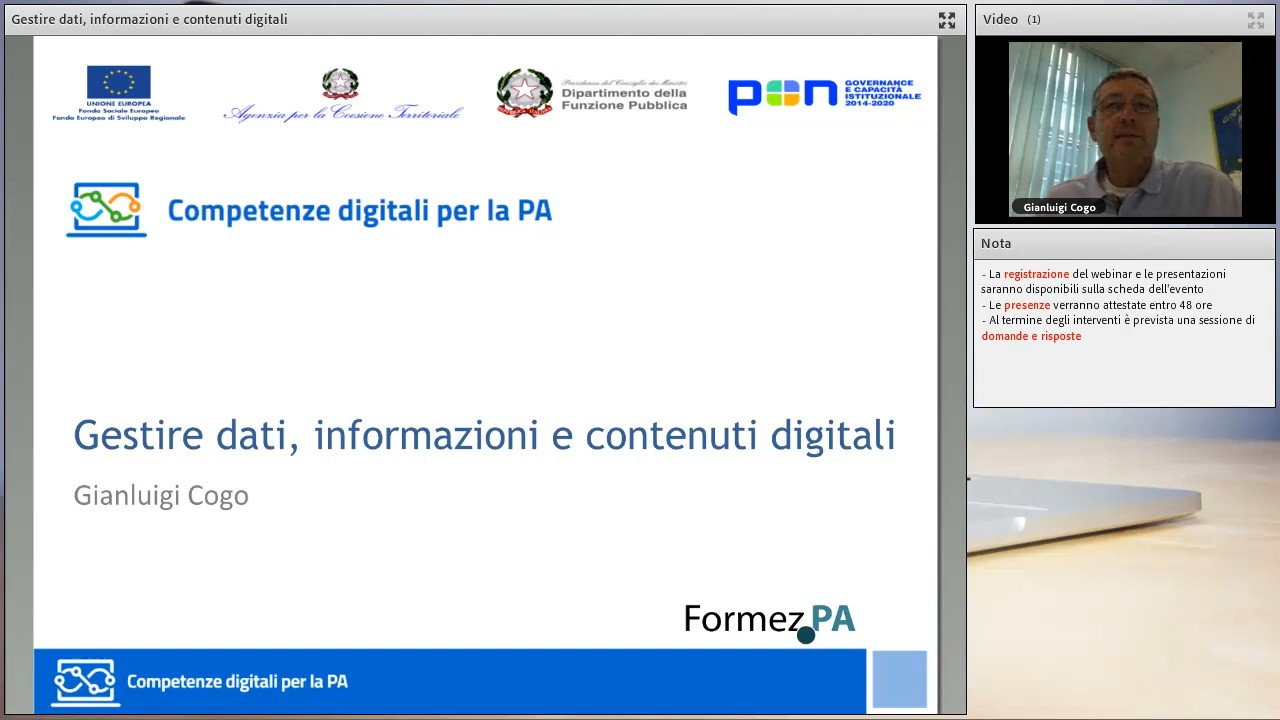 Gestire dati, informazioni e contenuti digitali
UNIONE EUROPEA
Fondo Sociale Europeo
Fondo Europeo di Sviluppo Regionale
Agenzia per la Coesione Territoriale
Presidenza del Consiglio dei Ministri
Dipartimento della
Funzione Pubblica
pon
GOVERNANCE
E CAPACITÀ
ISTITUZIONALE
2014-2020
Competenze digitali per la PA
Gestire dati, informazioni e contenuti digitali
Gianluigi Cogo
Formez PA
Competenze digitali per la PA
Video (1)
Gianluigi Cogo
Nota
- La registrazione del webinar e le presentazioni
saranno disponibili sulla scheda dell'evento
- Le presenze verranno attestate entro 48 ore
- Al termine degli interventi è prevista una sessione di
domande e risposte